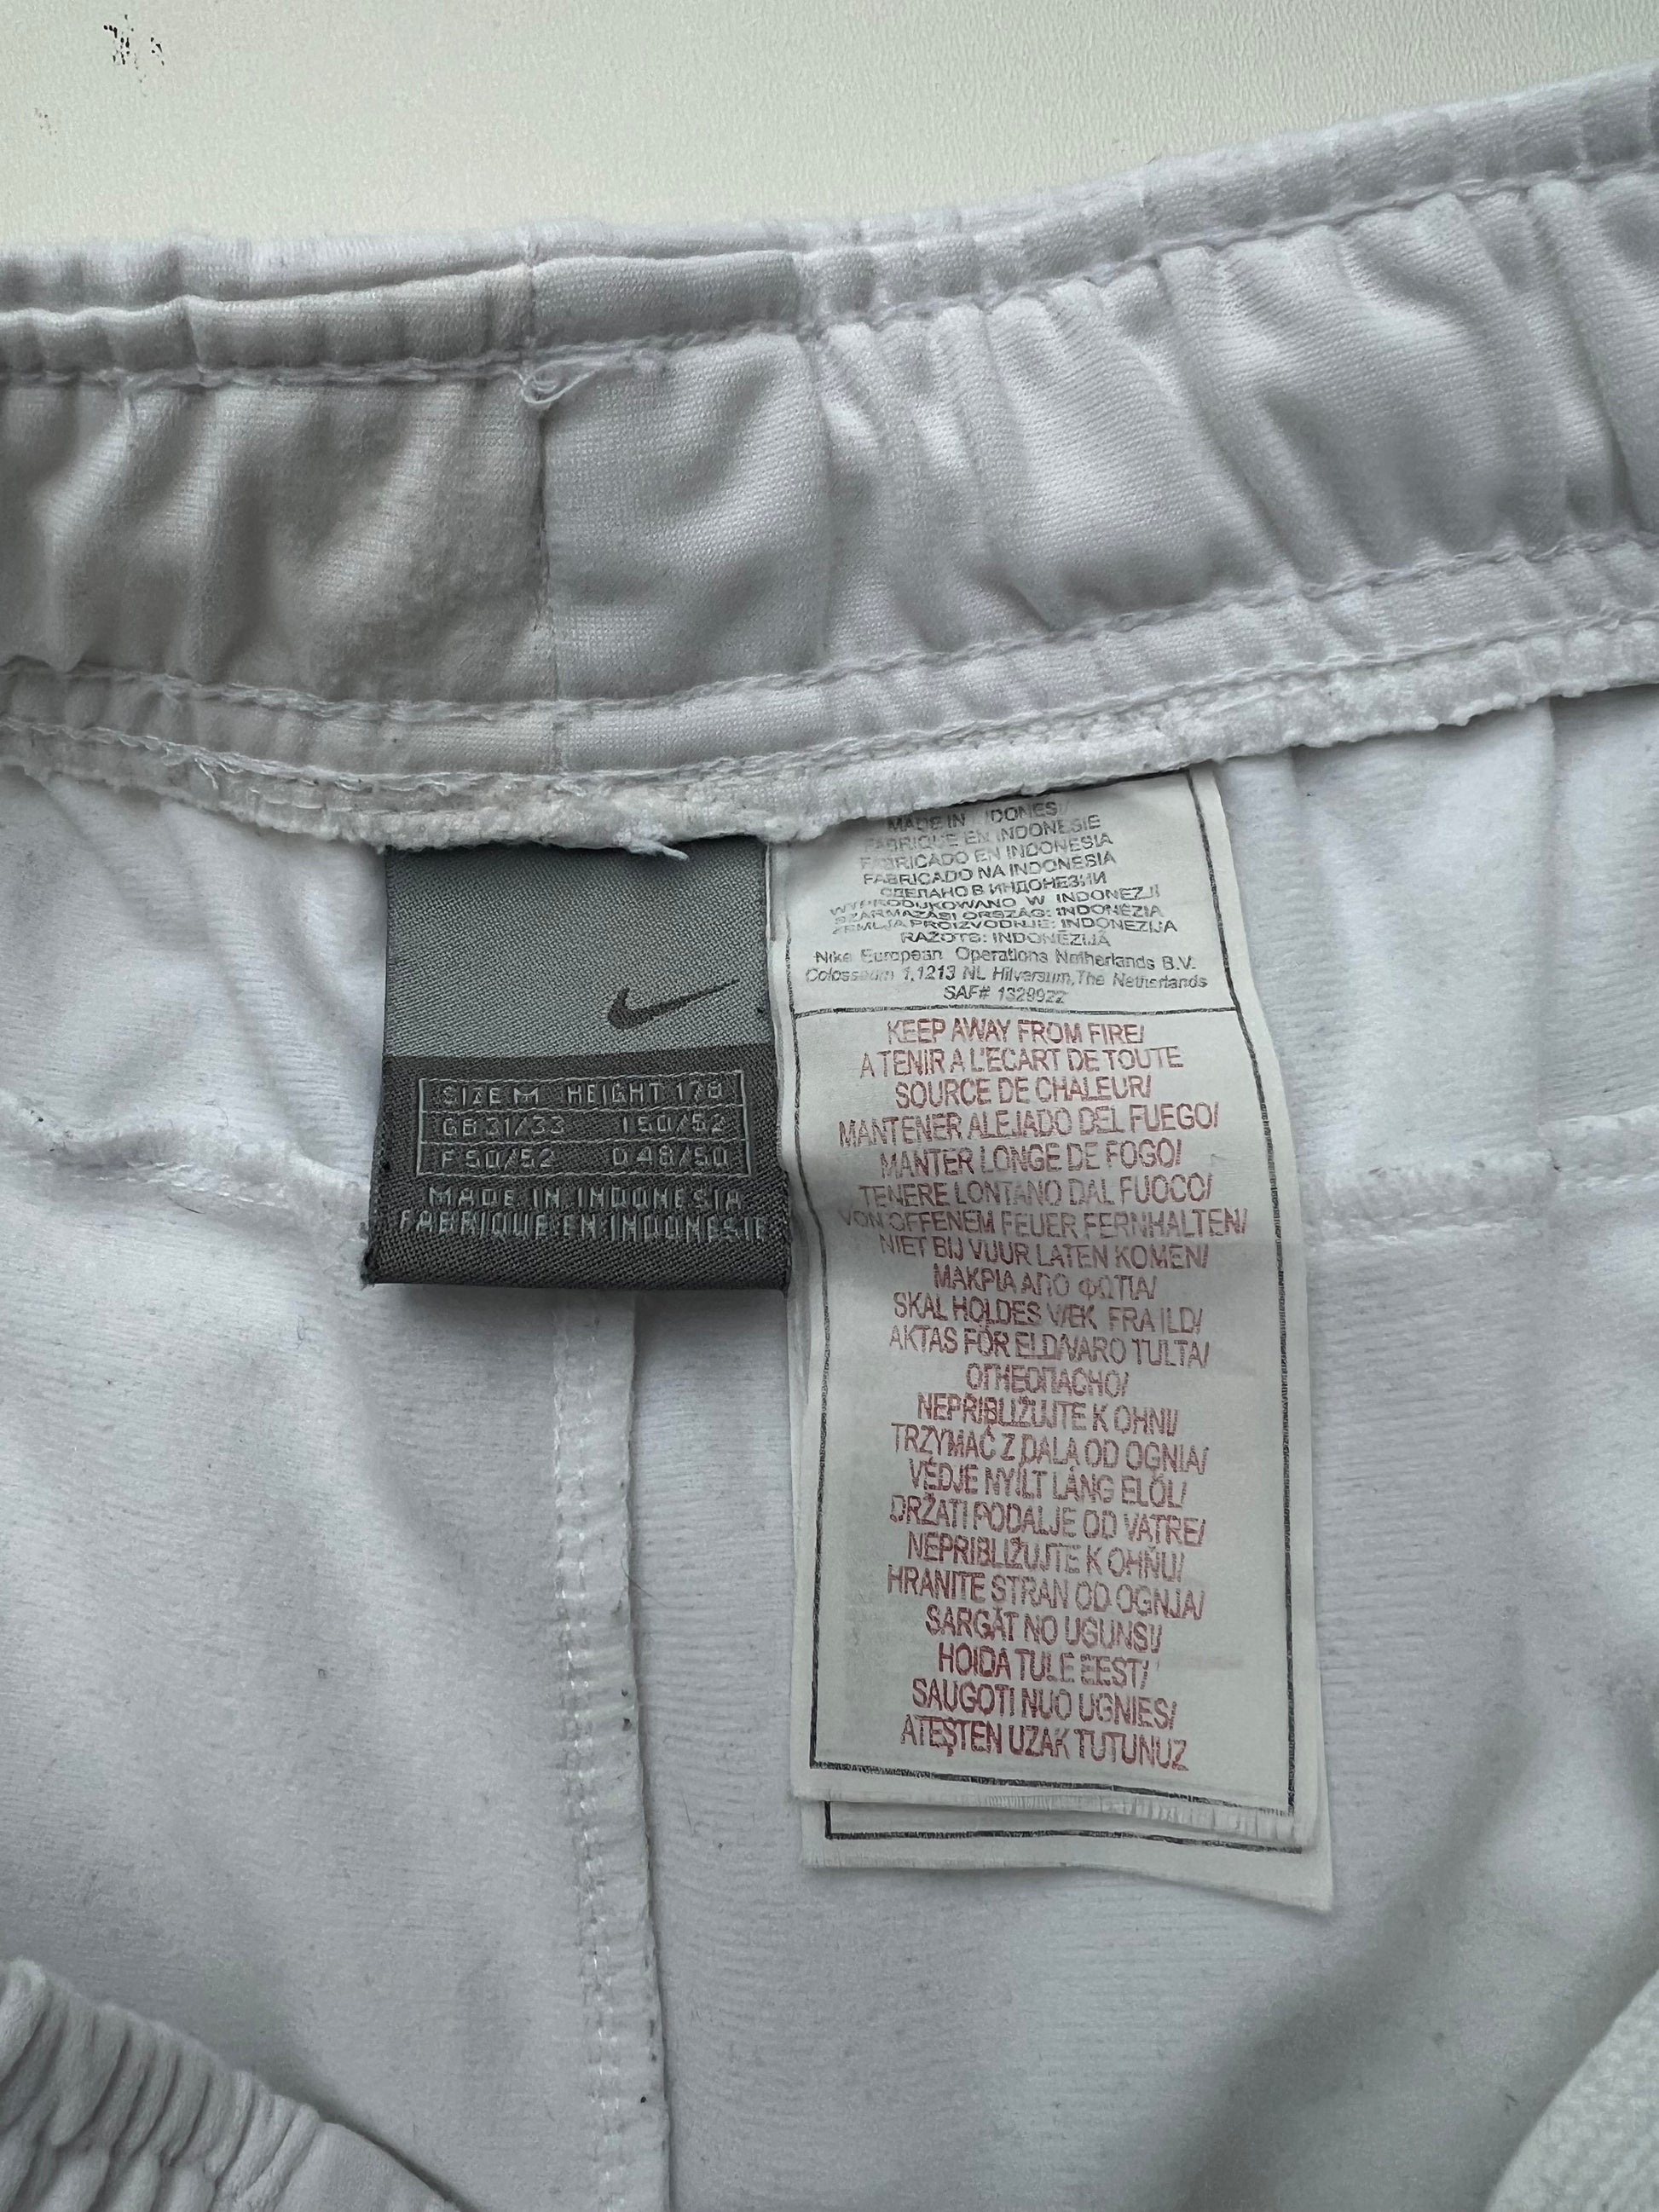 SIZE M HEIGHT 178
GB 31/33 I 50/52
F 50/52 D 48/50
MADE IN INDONESIA
FABRIQUE EN INDONESIE
MADE IN INDONESI
FABRIQUE EN INDONESIE
FABRICADO EN INDONESIA
FABRICADO NA INDONESIA
СДЕЛАНО В ИНДОНЕЗИИ
WYPRODUKOWANO W INDONEZJI
SZÁRMAZÁSI ORSZÁG: INDONÉZIA
ZEMLJA PROIZVODNJE: INDONEZIJA
RAŽOTS: INDONĒZIJĀ
Nike European Operations Netherlands B.V.
Colosseum 1,1213 NL Hilversum,The Netherlands
SAF# 1329922
KEEP AWAY FROM FIRE/
A TENIR A L'ECART DE TOUTE
SOURCE DE CHALEUR/
MANTENER ALEJADO DEL FUEGO/
MANTER LONGE DE FOGO/
TENERE LONTANO DAL FUOCO/
VON OFFENEM FEUER FERNHALTEN/
NIET BIJ VUUR LATEN KOMEN/
ΜΑΚΡΙΑ ΑΠΟ ΦΩΤΙΑ/
SKAL HOLDES VÆK FRA ILD/
AKTAS FÖR ELD/VARO TULTA/
ОГНЕОПАСНО/
NEPŘIBLIŽUJTE K OHNI/
TRZYMAĆ Z DALA OD OGNIA/
VÉDJE NYÍLT LÁNG ELŐL/
DRŽATI PODALJE OD VATRE/
NEPRIBLIŽUJTE K OHŇU/
HRANITE STRAN OD OGNJA/
SARGĀT NO UGUNS/
HOIDA TULE EEST/
SAUGOTI NUO UGNIES/
ATEŞTEN UZAK TUTUNUZ